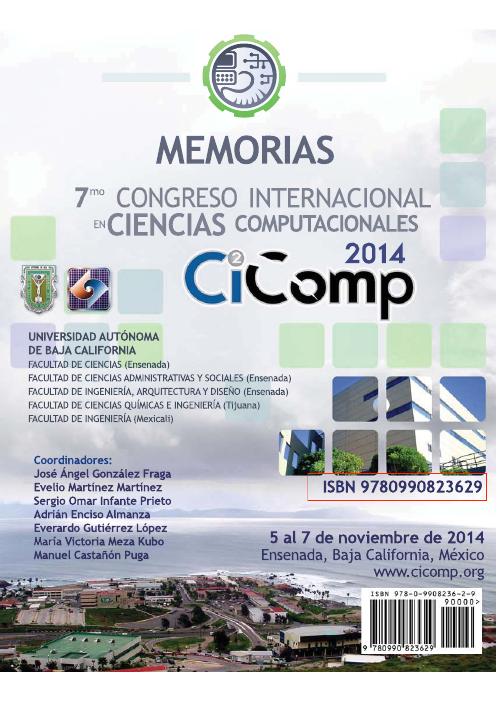 MEMORIAS
7mo CONGRESO INTERNACIONAL
EN CIENCIAS COMPUTACIONALES
2014
Ci2Comp
UNIVERSIDAD AUTÓNOMA
DE BAJA CALIFORNIA
FACULTAD DE CIENCIAS (Ensenada)
FACULTAD DE CIENCIAS ADMINISTRATIVAS Y SOCIALES (Ensenada)
FACULTAD DE INGENIERÍA, ARQUITECTURA Y DISEÑO (Ensenada)
FACULTAD DE CIENCIAS QUÍMICAS E INGENIERÍA (Tijuana)
FACULTAD DE INGENIERÍA (Mexicali)
Coordinadores:
José Ángel González Fraga
Evelio Martínez Martínez
Sergio Omar Infante Prieto
Adrián Enciso Almanza
Everardo Gutiérrez López
María Victoria Meza Kubo
Manuel Castañón Puga
ISBN 9780990823629
5 al 7 de noviembre de 2014
Ensenada, Baja California, México
www.cicomp.org
ISBN 978-0-9908236-2-9
90000>
9 780990 823629